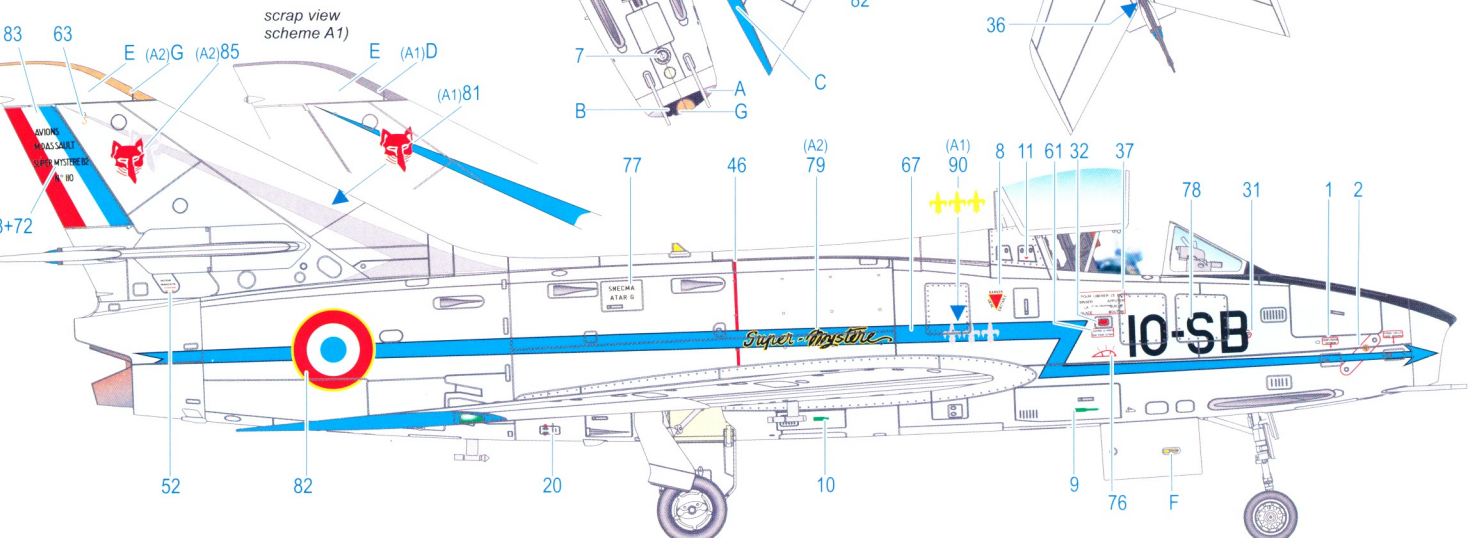 scrap view
scheme A1)
82
36
83
63
E
(A2)G
(A2)85
E
(A1)D
7
C
A
B
G
(A1)81
AVIONS
SUPER MYSTERE B2
+72
77
46
(A2)
79
67
(A1)
90
8
11
61
32
37
78
31
1
2
SNECMA
ATAR G
Super-Mystère
10-SB
52
82
20
10
9
76
F